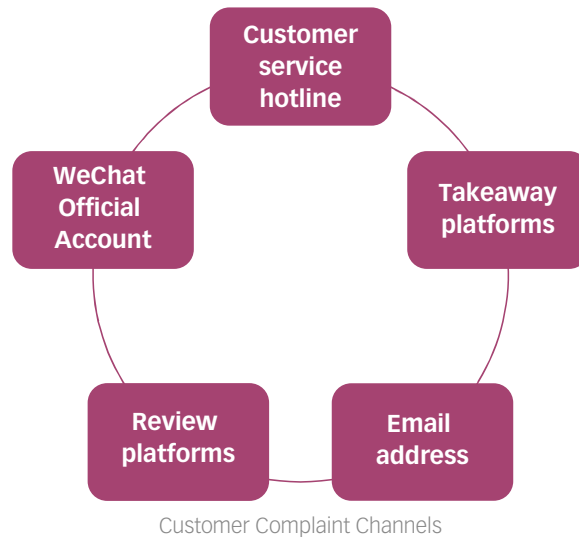 Customer
service
hotline
WeChat
Official
Account
Takeaway
platforms
Review
platforms
Email
address
Customer Complaint Channels